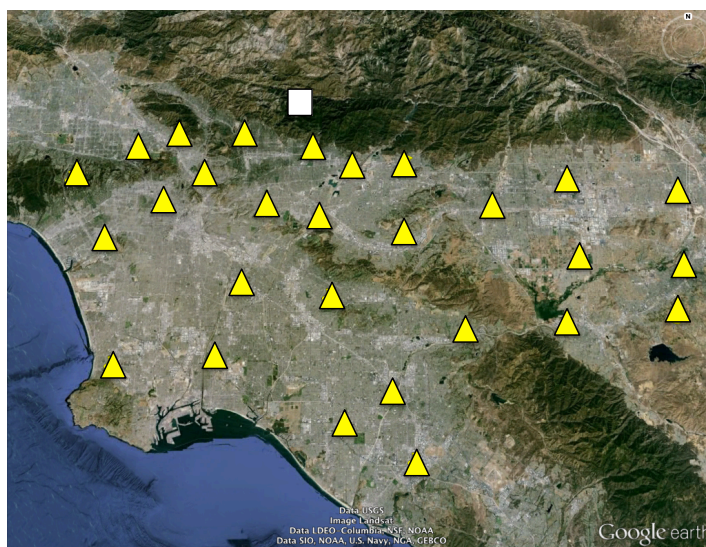 N
Data USGS
Image Landsat
Data LDEO-Columbia, NSF, NOAA
Data SIO, NOAA, U.S. Navy, NGA, GEBCO
Google earth